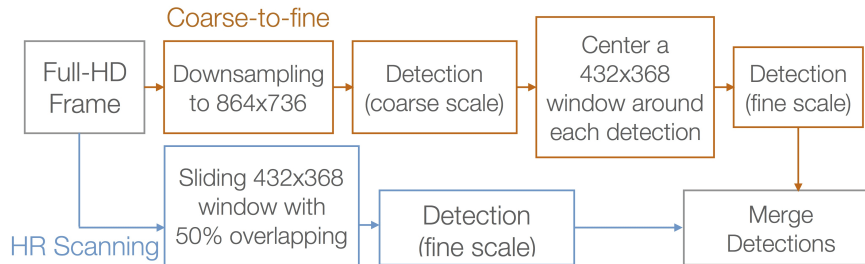 Coarse-to-fine
Full-HD
Frame
Downsampling
to 864x736
Detection
(coarse scale)
Center a
432x368
window around
each detection
Detection
(fine scale)
HR Scanning
Sliding 432x368
window with
50% overlapping
Detection
(fine scale)
Merge
Detections